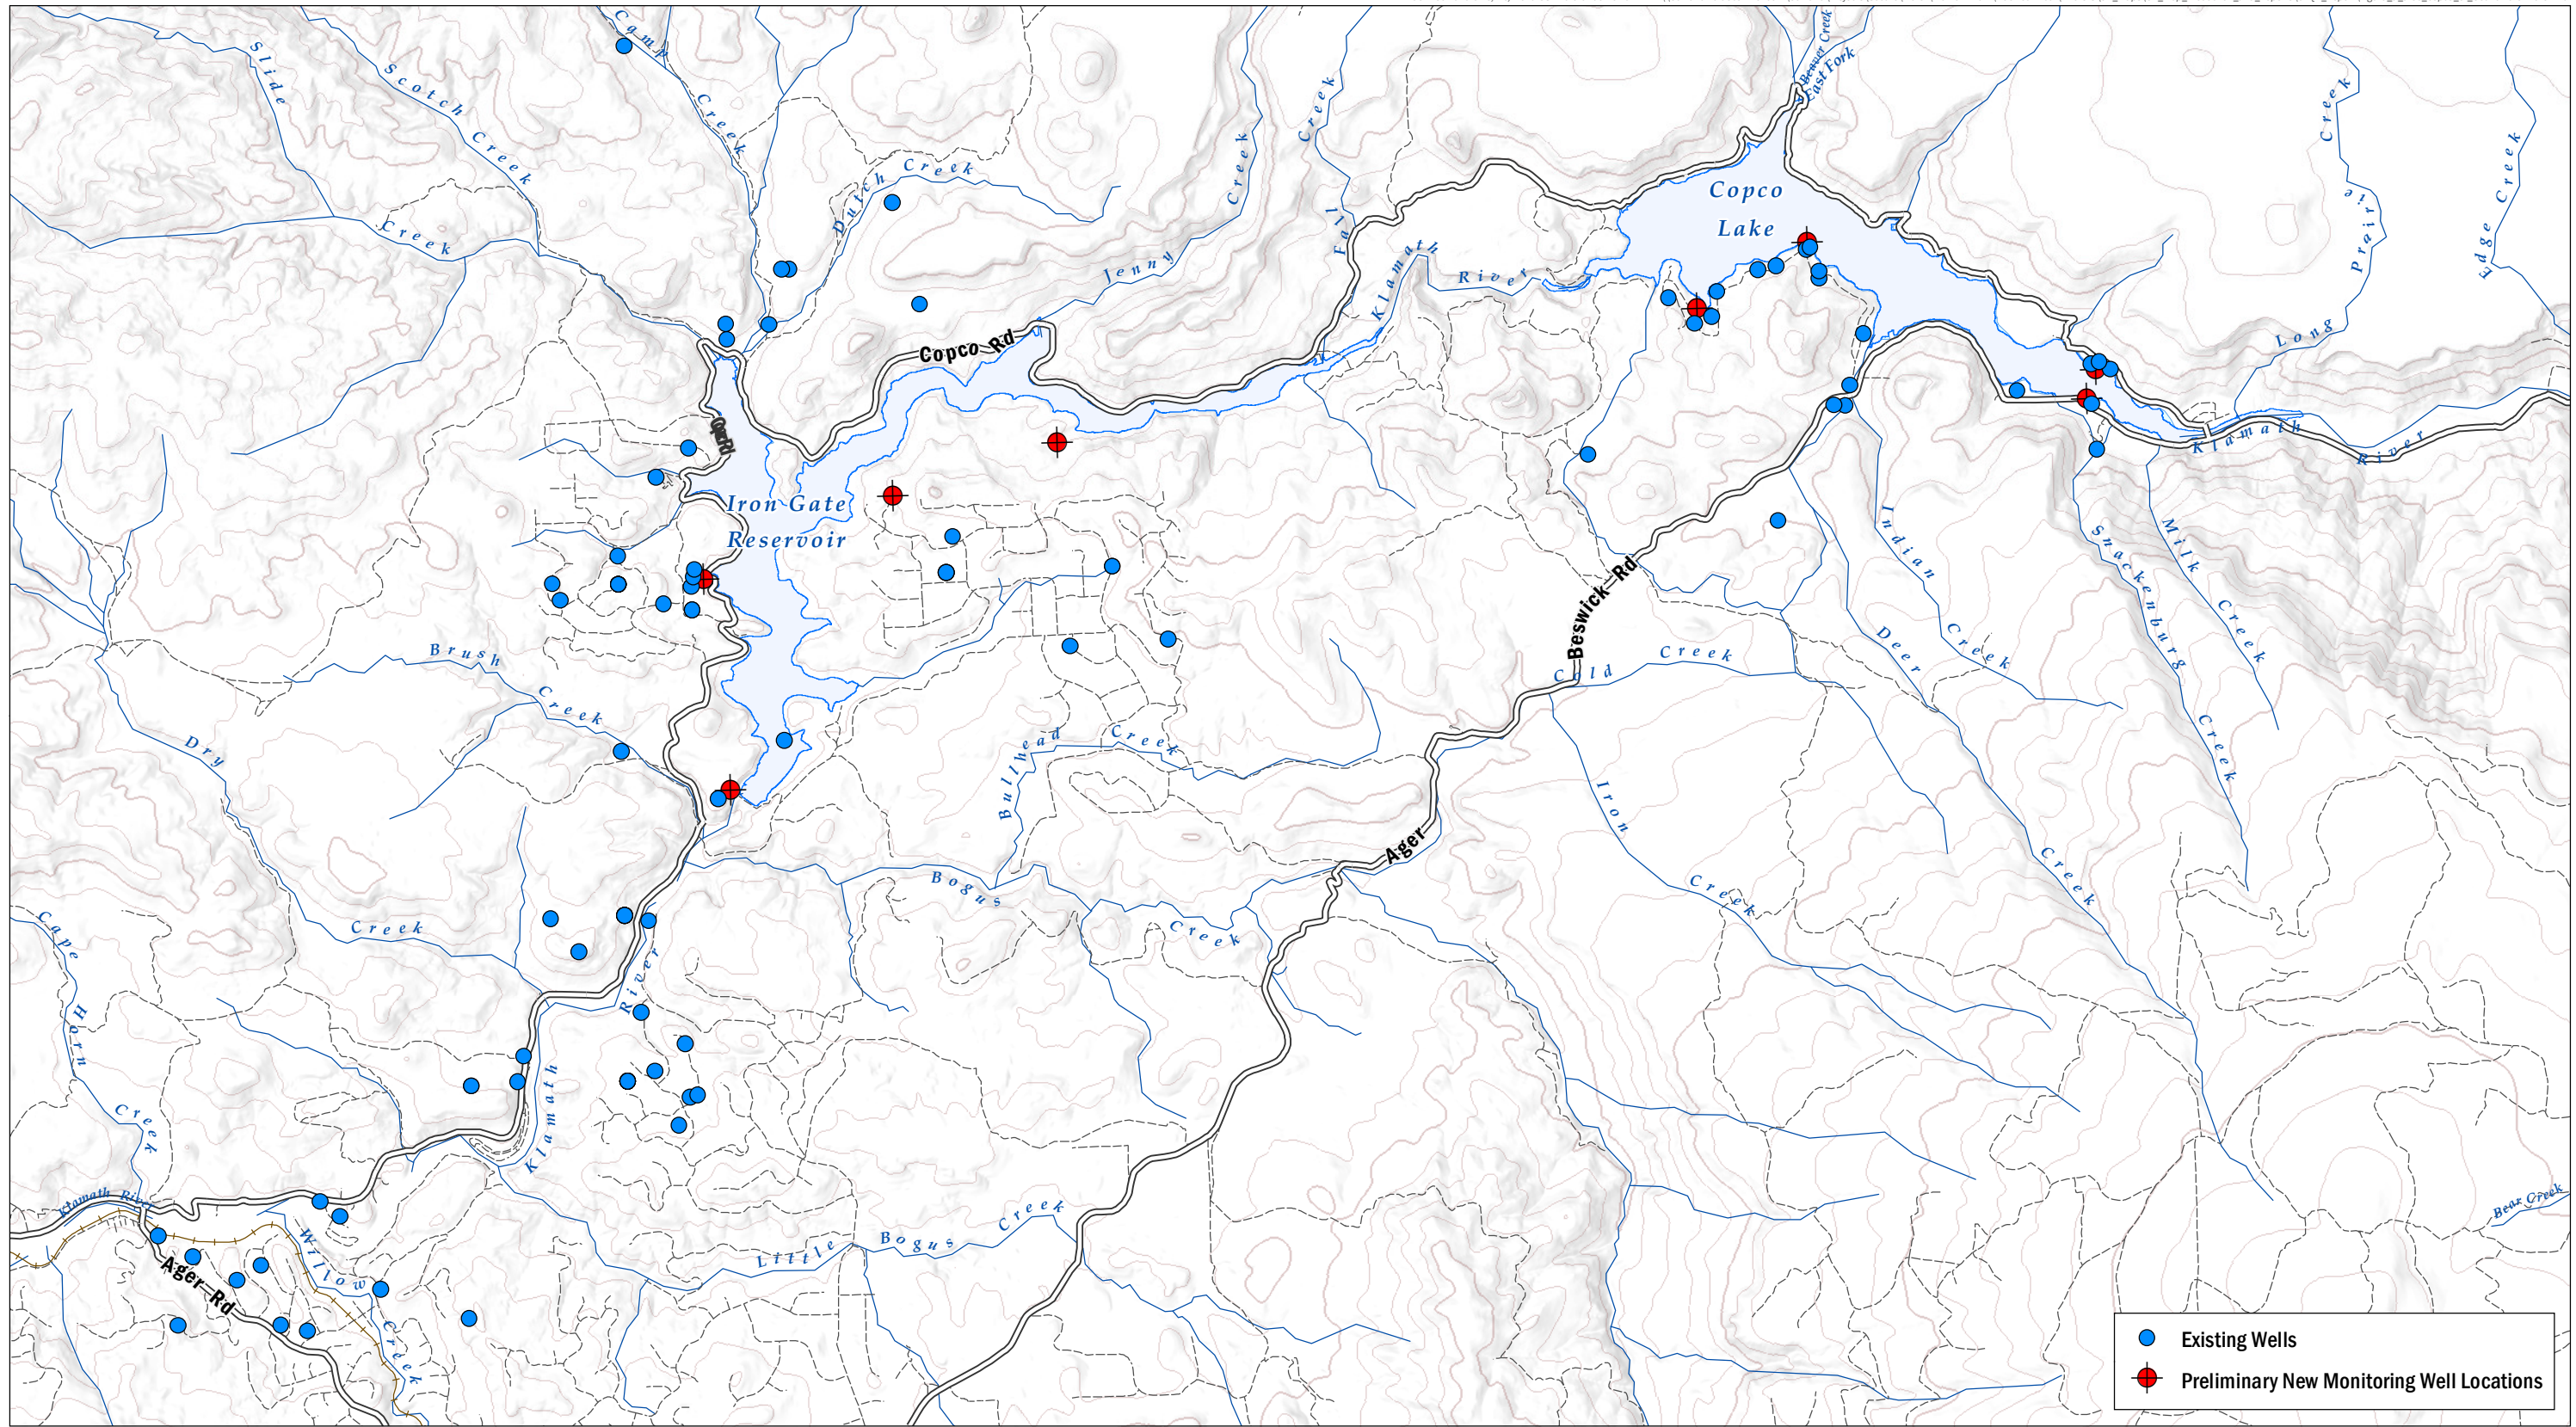 Camp
Creek
Slide
Scotch Creek
Creek
Dutch Creek
Jenny
Creek
Fall
Creek
Beaver Creek
East Fork
Copco
Lake
Klamath
River
Long
Prairie
Creek
Edge Creek
Copco Rd
Copco Rd
Iron Gate
Reservoir
Klamath
River
Brush
Creek
Dry
Creek
Bullhead
Creek
Beswick Rd
Ager
Cold
Creek
Indian
Creek
Deer
Creek
Snackenburg
Creek
Milk
Creek
Iron
Creek
Bogus
Creek
Cape
Horn
Creek
River
Klamath
Klamath River
Willow
Creek
Ager Rd
Little
Bogus
Creek
Bear Creek
Existing Wells
Preliminary New Monitoring Well Locations